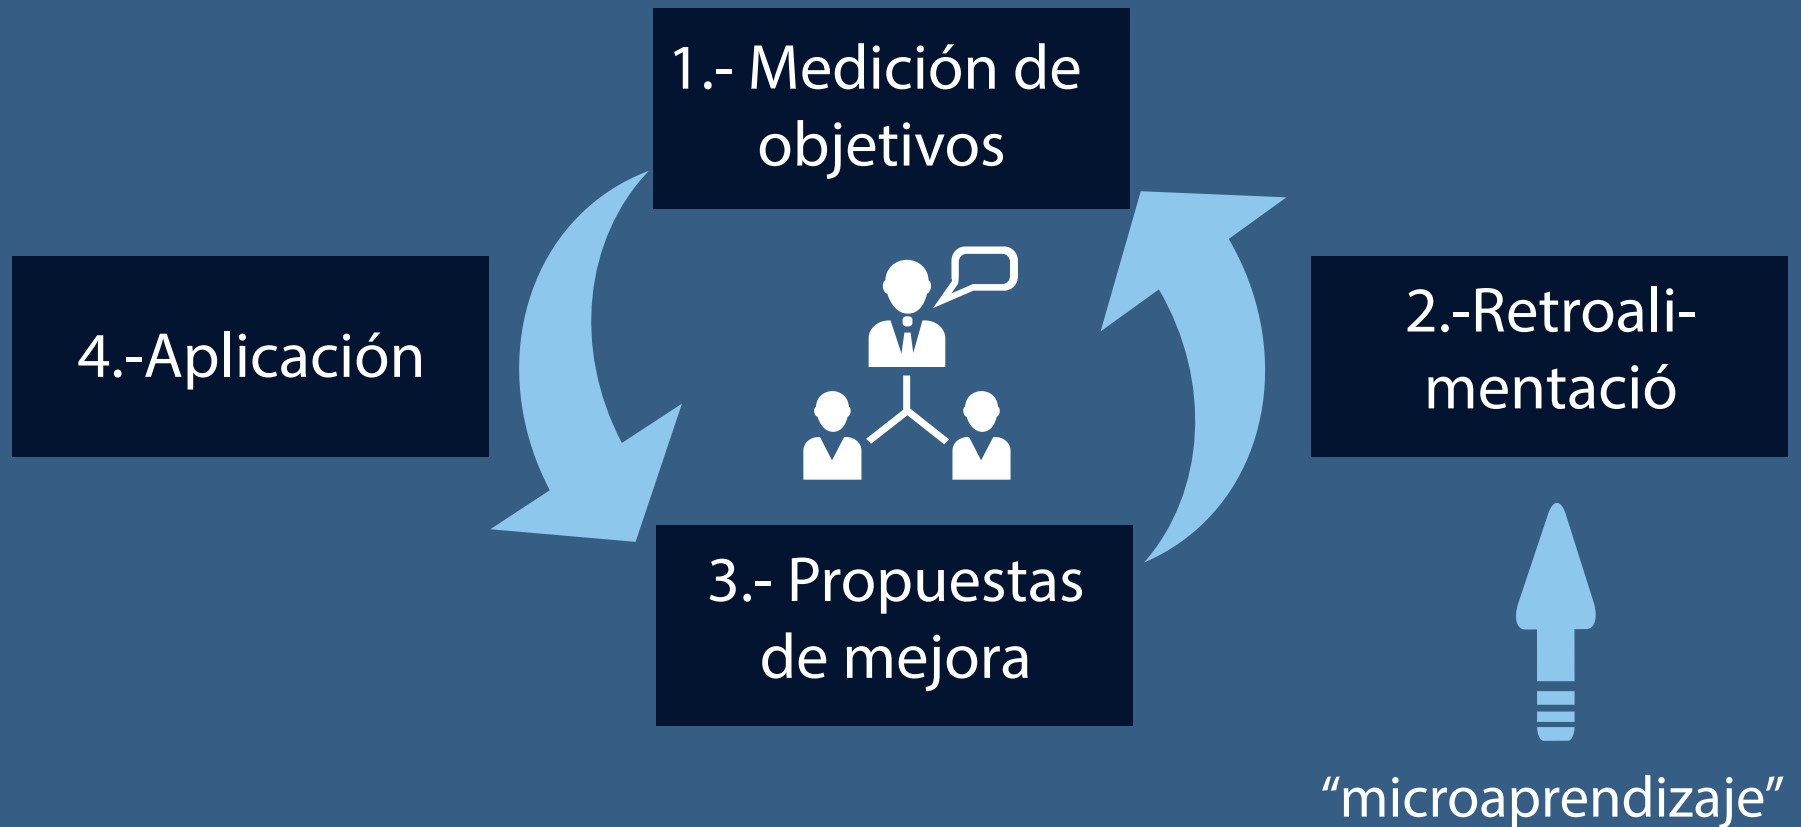 1.- Medición de
objetivos
4.-Aplicación
2.-Retroali-
mentació
3.- Propuestas
de mejora
“microaprendizaje”